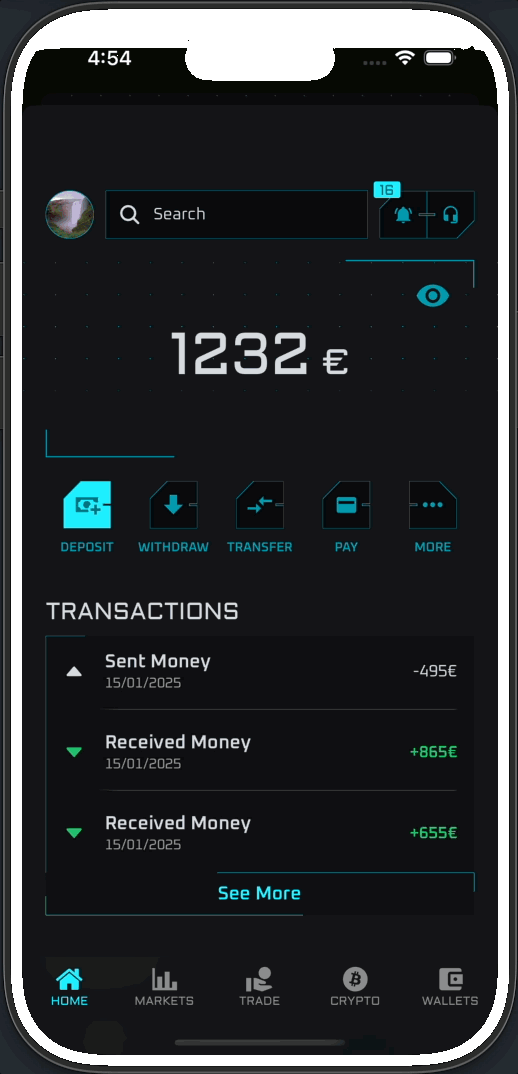 4:54
16
Search
1232 €
DEPOSIT WITHDRAW TRANSFER PAY MORE
TRANSACTIONS
Sent Money
-495€
15/01/2025
Received Money
+865€
15/01/2025
Received Money
+655€
15/01/2025
See More
HOME MARKETS TRADE CRYPTO WALLETS